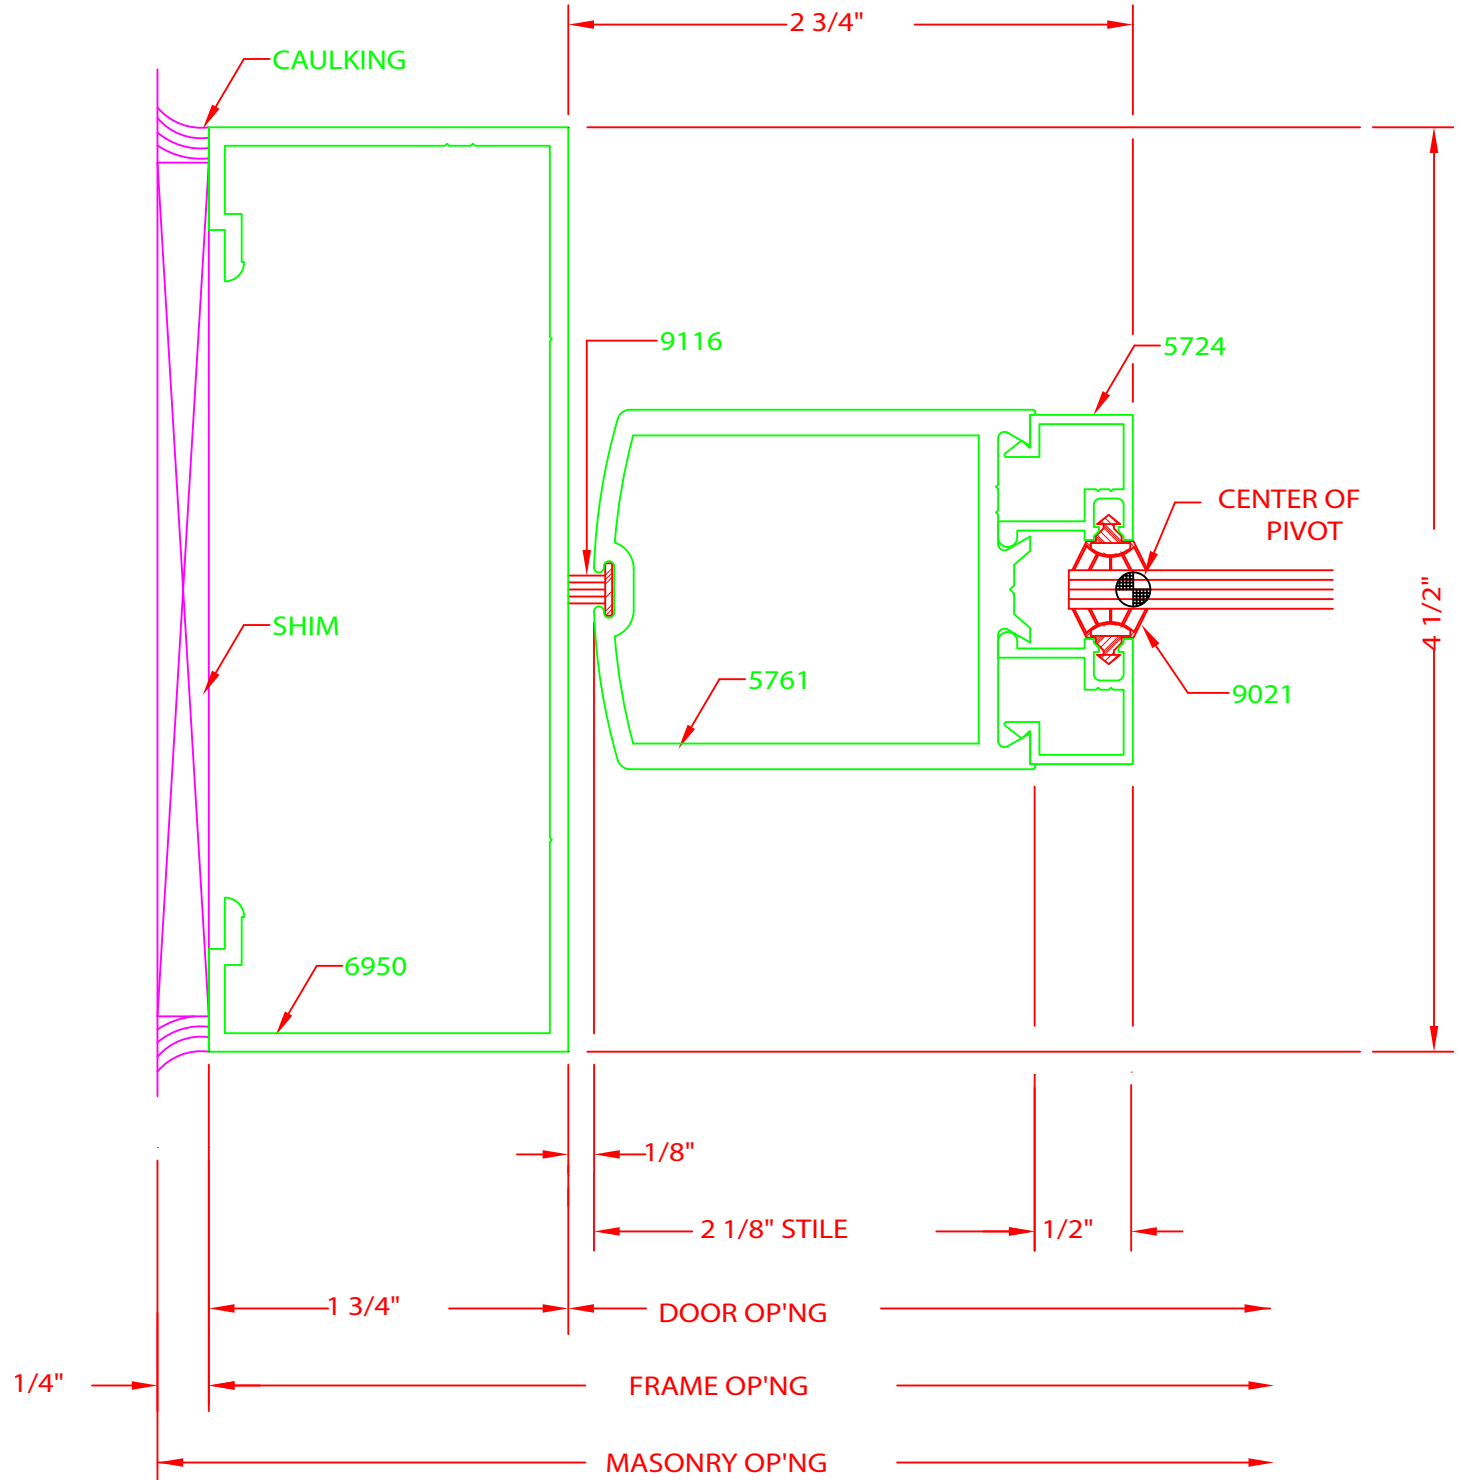 2 3/4"
CAULKING
9116
5724
CENTER OF
PIVOT
4 1/2"
SHIM
5761
9021
6950
1/8"
2 1/8" STILE
1/2"
1 3/4"
DOOR OP'NG
1/4"
FRAME OP'NG
MASONRY OP'NG